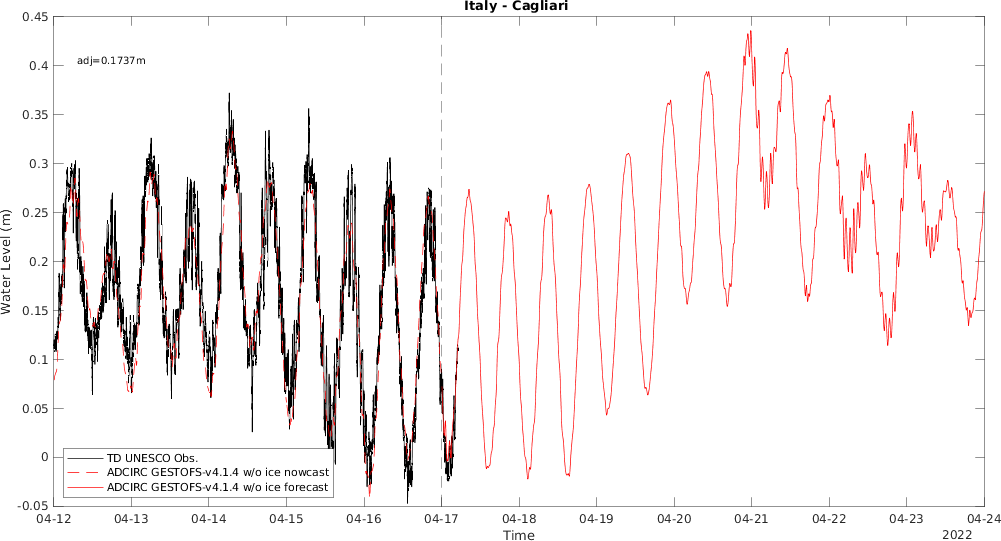 Italy - Cagliari
adj=0.1737m
Water Level (m)
0.45
0.4
0.35
0.3
0.25
0.2
0.15
0.1
0.05
0
-0.05
TD UNESCO Obs.
ADCIRC GESTOFS-v4.1.4 w/o ice nowcast
ADCIRC GESTOFS-v4.1.4 w/o ice forecast
04-12 04-13 04-14 04-15 04-16 04-17 04-18 04-19 04-20 04-21 04-22 04-23 04-24
Time
2022